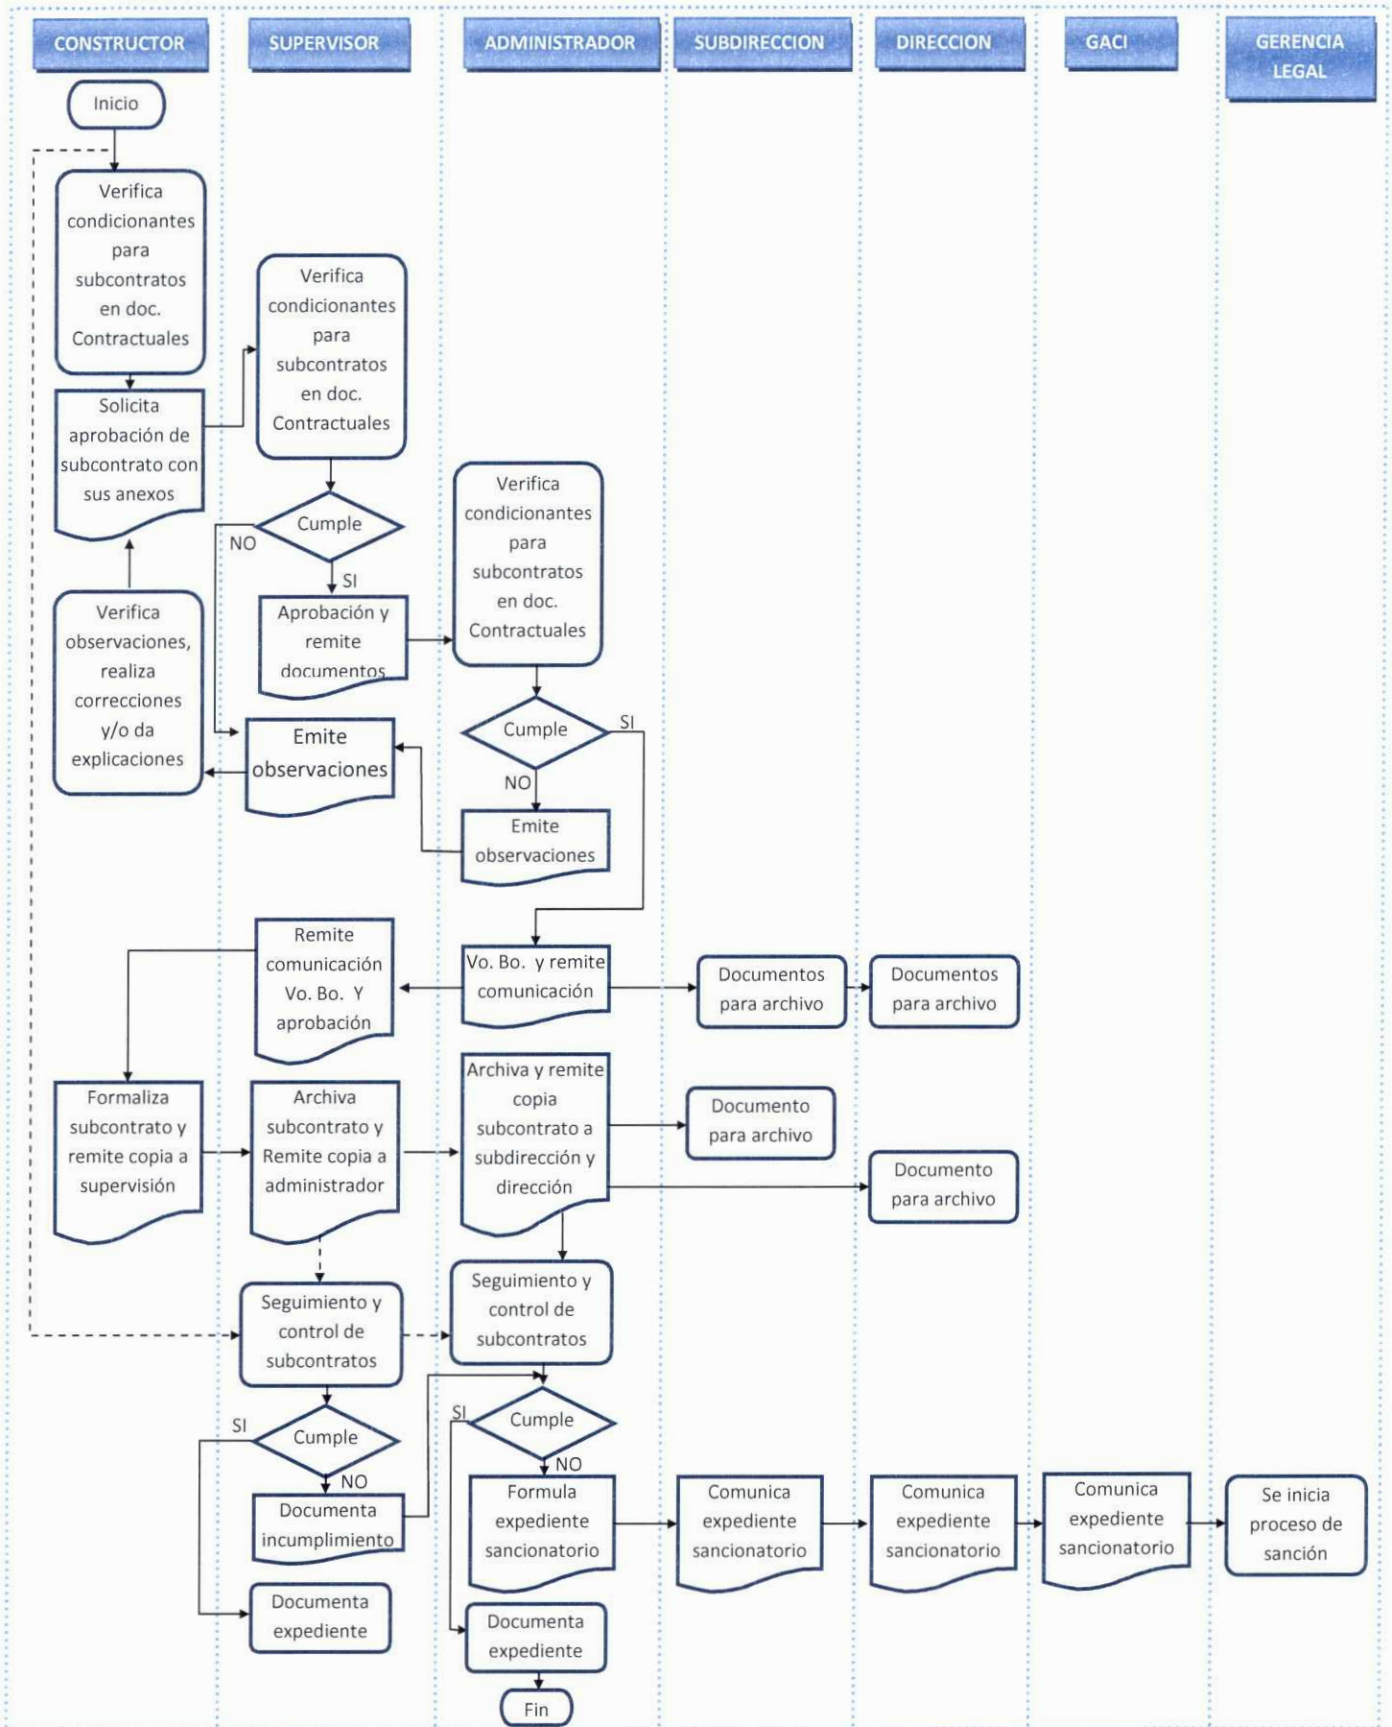 CONSTRUCTOR
SUPERVISOR
ADMINISTRADOR
SUBDIRECCION
DIRECCION
GACI
GERENCIA
LEGAL
Inicio
Verifica
condicionantes
para
subcontratos
en doc.
Contractuales
Solicita
aprobación de
subcontrato con
sus anexos
Verifica
condicionantes
para
subcontratos
en doc.
Contractuales
Cumple
NO
SI
Aprobación y
remite
documentos
Verifica
condicionantes
para
subcontratos
en doc.
Contractuales
Cumple
SI
NO
Emite
observaciones
Emite
observaciones
Verifica
observaciones,
realiza
correcciones
y/o da
explicaciones
Vo. Bo. y remite
comunicación
Documentos
para archivo
Documentos
para archivo
Remite
comunicación
Vo. Bo. Y
aprobación
Formaliza
subcontrato y
remite copia a
supervisión
Archiva
subcontrato y
Remite copia a
administrador
Archiva y remite
copia
subcontrato a
subdirección y
dirección
Documento
para archivo
Documento
para archivo
Seguimiento y
control de
subcontratos
Seguimiento y
control de
subcontratos
SI
Cumple
NO
Documenta
incumplimiento
Documenta
expediente
SI
Cumple
NO
Formula
expediente
sancionatorio
Comunica
expediente
sancionatorio
Comunica
expediente
sancionatorio
Comunica
expediente
sancionatorio
Se inicia
proceso de
sanción
Documenta
expediente
Fin